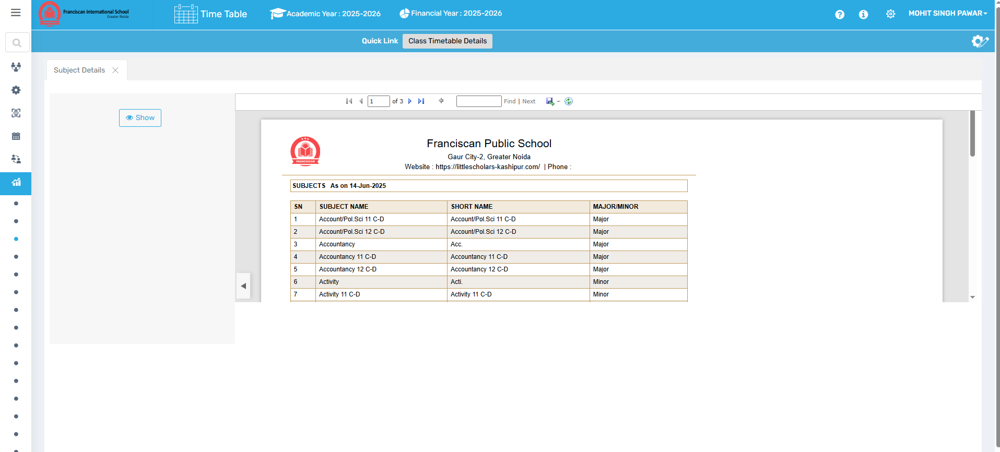 Franciscan International School
Greater Noida
Time Table
Academic Year : 2025-2026
Financial Year : 2025-2026
MOHIT SINGH PAWAR
Quick Link
Class Timetable Details
Subject Details
Show
1 of 3
Find | Next
FRANCISCAN
Franciscan Public School
Gaur City-2, Greater Noida
Website : https://littlescholars-kashipur.com/ | Phone :
SUBJECTS As on 14-Jun-2025
SN SUBJECT NAME SHORT NAME MAJOR/MINOR
1 Account/Pol.Sci 11 C-D Account/Pol.Sci 11 C-D Major
2 Account/Pol.Sci 12 C-D Account/Pol.Sci 12 C-D Major
3 Accountancy Acc. Major
4 Accountancy 11 C-D Accountancy 11 C-D Major
5 Accountancy 12 C-D Accountancy 12 C-D Major
6 Activity Acti. Minor
7 Activity 11 C-D Activity 11 C-D Minor